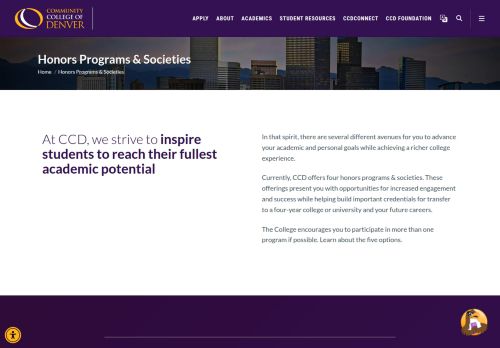 COMMUNITY
COLLEGE OF
DENVER
APPLY ABOUT ACADEMICS STUDENT RESOURCES CCDCONNECT CCD FOUNDATION
Honors Programs & Societies
Home / Honors Programs & Societies
At CCD, we strive to inspire
students to reach their fullest
academic potential
In that spirit, there are several different avenues for you to advance
your academic and personal goals while achieving a richer college
experience.
Currently, CCD offers four honors programs & societies. These
offerings present you with opportunities for increased engagement
and success while helping build important credentials for transfer
to a four-year college or university and your future careers.
The College encourages you to participate in more than one
program if possible. Learn about the five options.